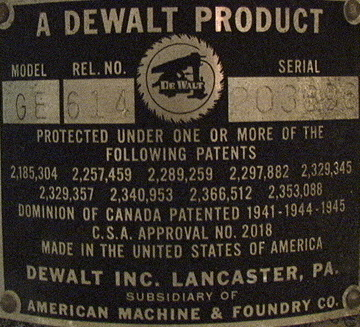 A DEWALT PRODUCT
MODEL REL. NO. SERIAL
DE WALT
GE 614
PROTECTED UNDER ONE OR MORE OF THE
FOLLOWING PATENTS
2,185,304 2,257,459 2,289,259 2,297,882 2,329,345
2,329,357 2,340,953 2,366,512 2,353,088
DOMINION OF CANADA PATENTED 1941-1944-1945
C.S.A. APPROVAL NO. 2018
MADE IN THE UNITED STATES OF AMERICA
DEWALT INC. LANCASTER, PA.
SUBSIDIARY OF
AMERICAN MACHINE & FOUNDRY CO.